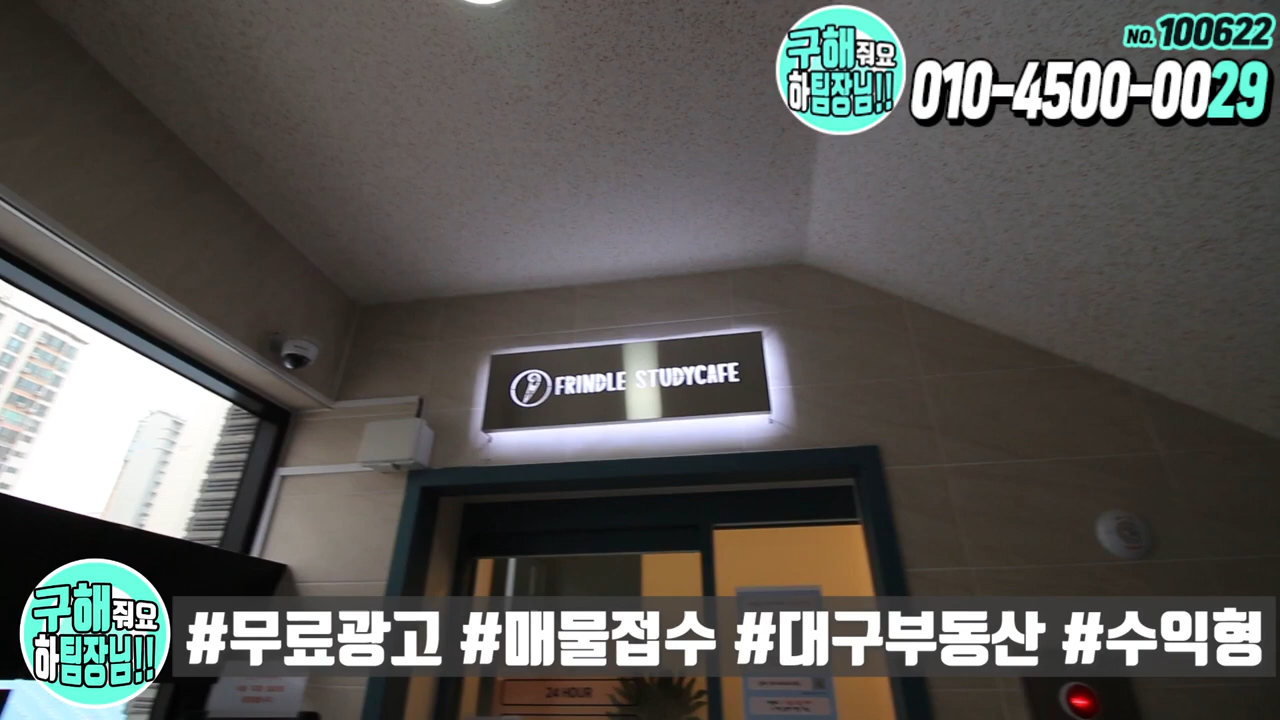 구해줘요
하팀장님!!
NO. 100622
010-4500-0029
FRINDLE STUDYCAFE
구해줘요
하팀장님!!
#무료광고 #매물접수 #대구부동산 #수익형
24 HOUR